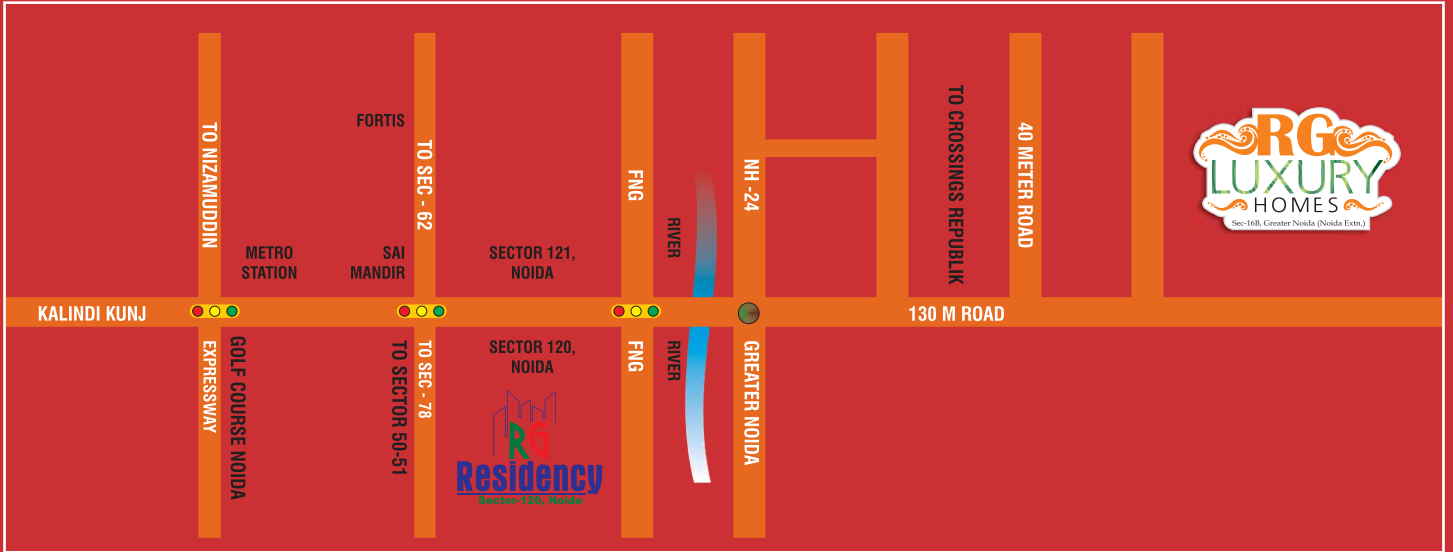 TO NIZAMUDDIN
FORTIS
TO SEC - 62
FNG
RIVER
NH -24
TO CROSSINGS REPUBLIK
40 METER ROAD
RG
LUXURY
HOMES
Sec-16B, Greater Noida (Noida Extn.)
METRO
STATION
SAI
MANDIR
SECTOR 121,
NOIDA
KALINDI KUNJ
130 M ROAD
EXPRESSWAY
GOLF COURSE NOIDA
TO SECTOR 50-51
TO SEC - 78
SECTOR 120,
NOIDA
FNG
RIVER
GREATER NOIDA
RG
Residency
Sector-120, Noida